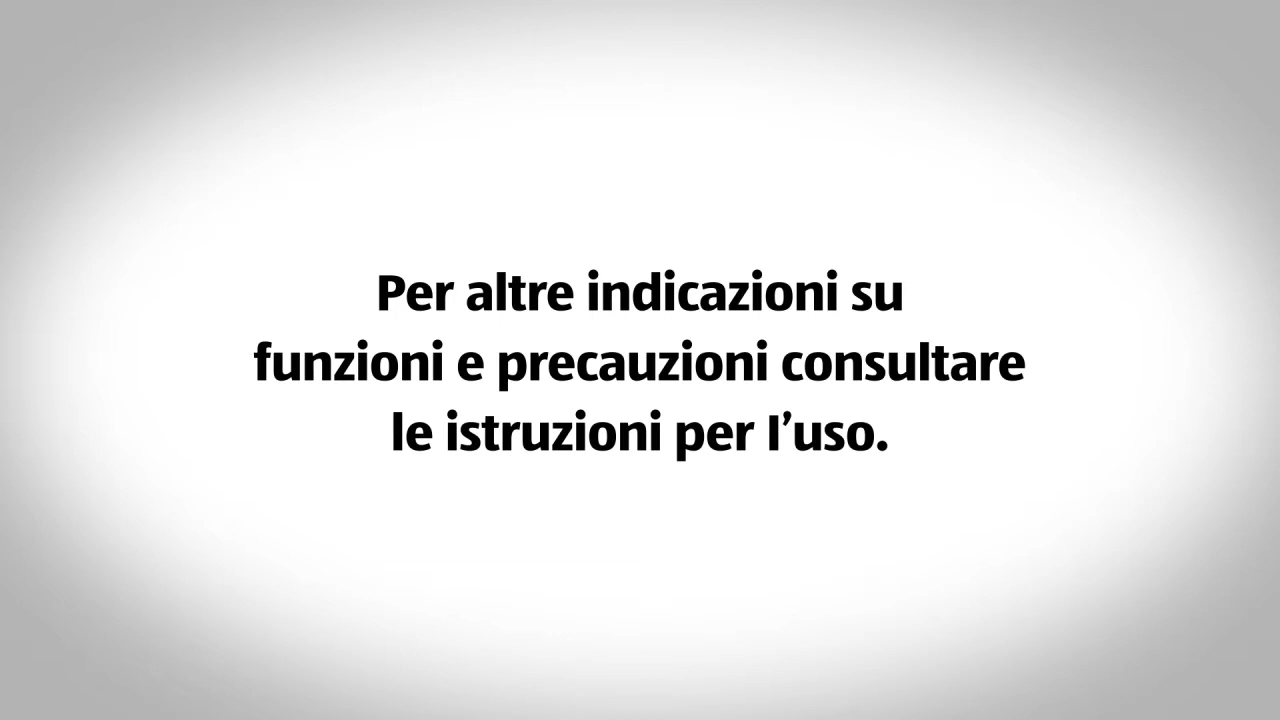 Per altre indicazioni su
funzioni e precauzioni consultare
le istruzioni per l’uso.